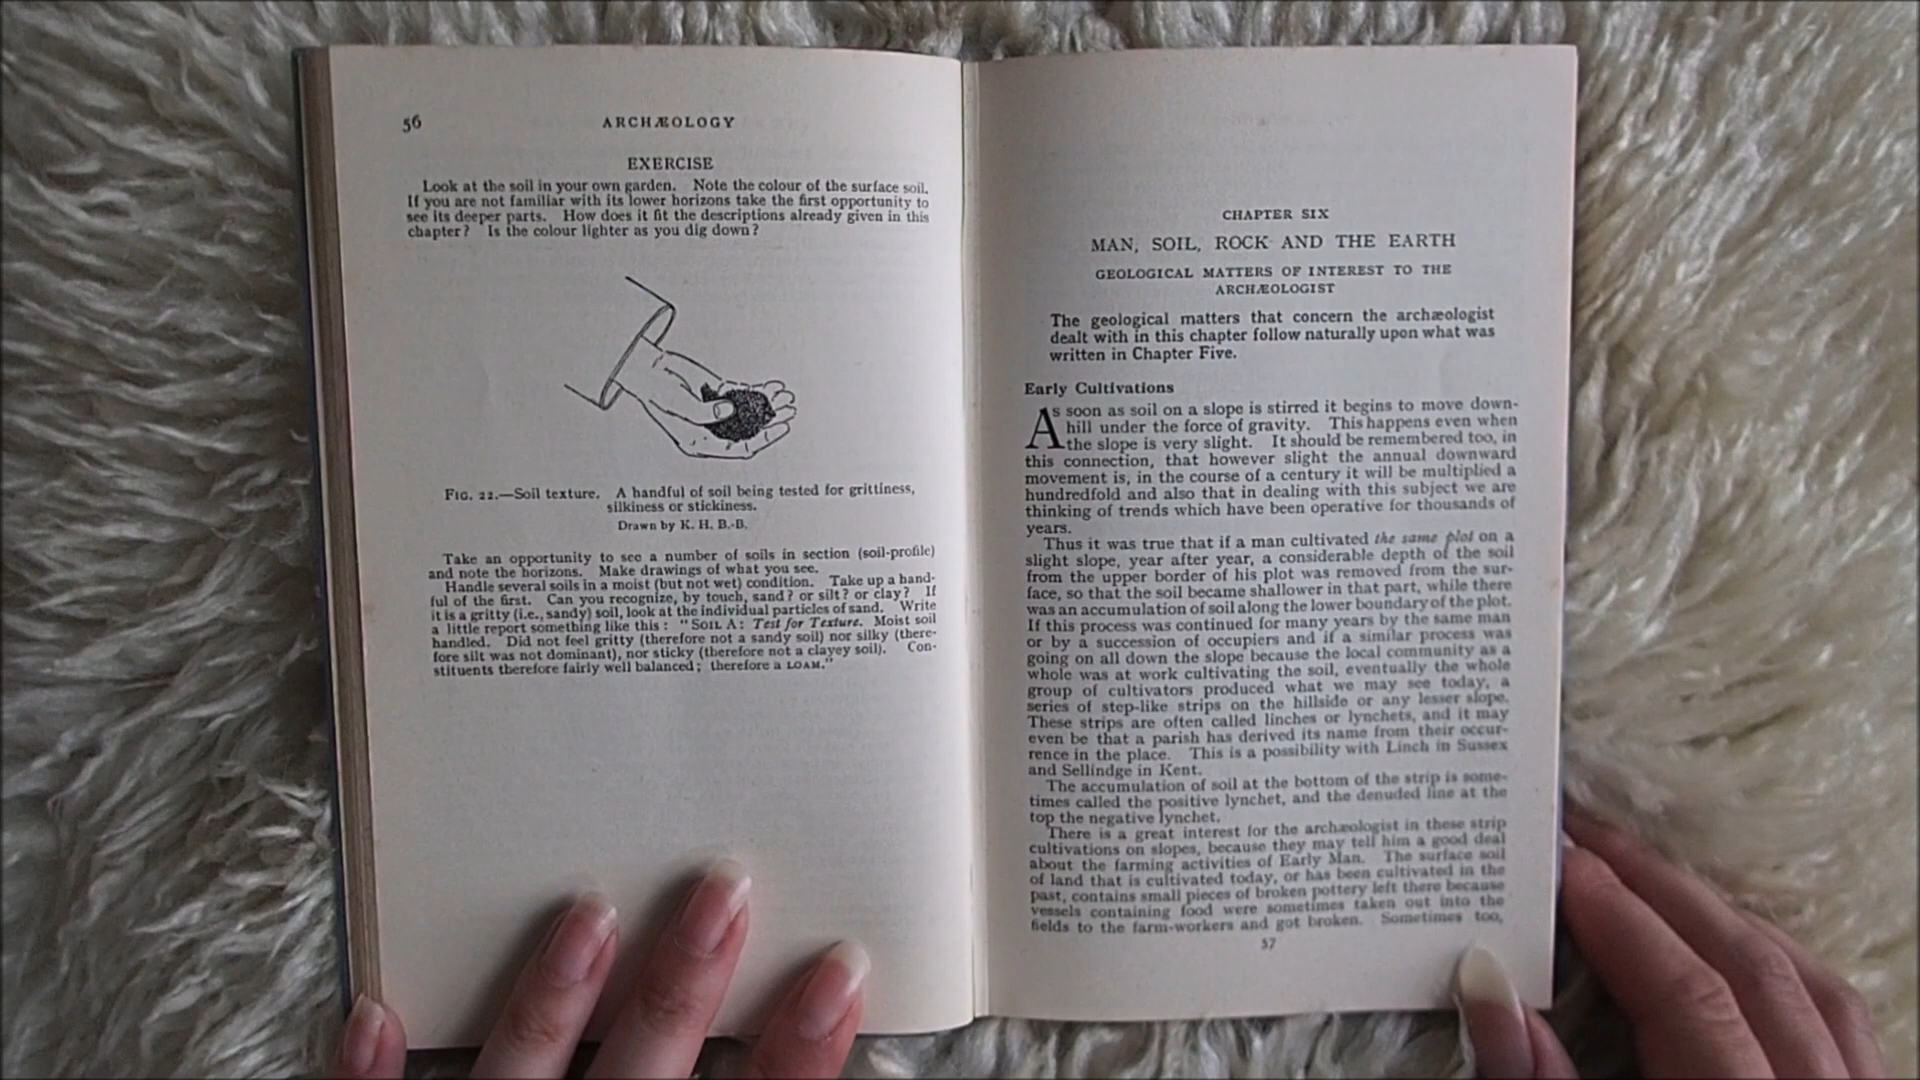 56
ARCHÆOLOGY
EXERCISE
Look at the soil in your own garden. Note the colour of the surface soil.
If you are not familiar with its lower horizons take the first opportunity to
see its deeper parts. How does it fit the descriptions already given in this
chapter? Is the colour lighter as you dig down?
FIG. 22.—Soil texture. A handful of soil being tested for grittiness,
silkiness or stickiness.
Drawn by K. H. B.-B.
Take an opportunity to see a number of soils in section (soil-profile)
and note the horizons. Make drawings of what you see.
Handle several soils in a moist (but not wet) condition. Take up a hand-
ful of the first. Can you recognize, by touch, sand? or silt? or clay? If
it is a gritty (i.e., sandy) soil, look at the individual particles of sand. Write
a little report something like this: "SOIL A: Test for Texture. Moist soil
handled. Did not feel gritty (therefore not a sandy soil) nor silky (there-
fore silt was not dominant), nor sticky (therefore not a clayey soil). Con-
stituents therefore fairly well balanced; therefore a LOAM."
CHAPTER SIX
MAN, SOIL, ROCK AND THE EARTH
GEOLOGICAL MATTERS OF INTEREST TO THE
ARCHÆOLOGIST
The geological matters that concern the archæologist
dealt with in this chapter follow naturally upon what was
written in Chapter Five.
Early Cultivations
As soon as soil on a slope is stirred it begins to move down-
hill under the force of gravity. This happens even when
the slope is very slight. It should be remembered too, in
this connection, that however slight the annual downward
movement is, in the course of a century it will be multiplied a
hundredfold and also that in dealing with this subject we are
thinking of trends which have been operative for thousands of
years.
Thus it was true that if a man cultivated the same plot on a
slight slope, year after year, a considerable depth of the soil
from the upper border of his plot was removed from the sur-
face, so that the soil became shallower in that part, while there
was an accumulation of soil along the lower boundary of the plot.
If this process was continued for many years by the same man
or by a succession of occupiers and if a similar process was
going on all down the slope because the local community as a
whole was at work cultivating the soil, eventually the whole
group of cultivators produced what we may see today, a
series of step-like strips on the hillside or any lesser slope.
These strips are often called linches or lynchets, and it may
even be that a parish has derived its name from their occur-
rence in the place. This is a possibility with Linch in Sussex
and Sellindge in Kent.
The accumulation of soil at the bottom of the strip is some-
times called the positive lynchet, and the denuded line at the
top the negative lynchet.
There is a great interest for the archæologist in these strip
cultivations on slopes, because they may tell him a good deal
about the farming activities of Early Man. The surface soil
of land that is cultivated today, or has been cultivated in the
past, contains small pieces of broken pottery left there because
vessels containing food were sometimes taken out into the
fields to the farm-workers and got broken. Sometimes too,
57